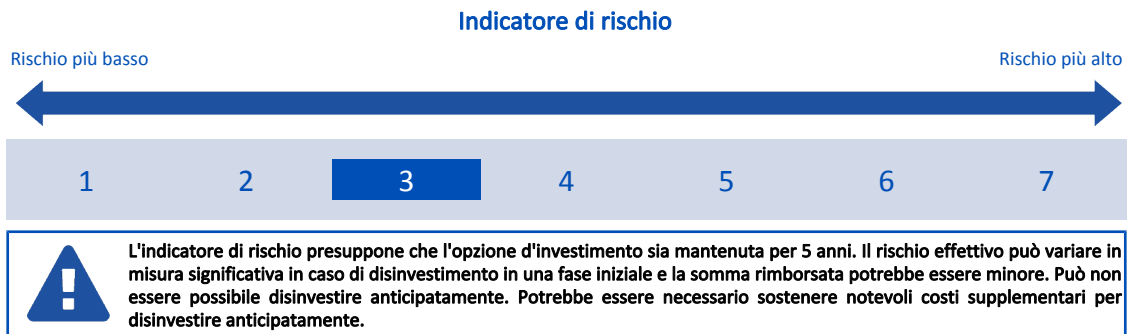 Indicatore di rischio
Rischio più basso
Rischio più alto
1 2 3 4 5 6 7
L'indicatore di rischio presuppone che l'opzione d'investimento sia mantenuta per 5 anni. Il rischio effettivo può variare in
misura significativa in caso di disinvestimento in una fase iniziale e la somma rimborsata potrebbe essere minore. Può non
essere possibile disinvestire anticipatamente. Potrebbe essere necessario sostenere notevoli costi supplementari per
disinvestire anticipatamente.